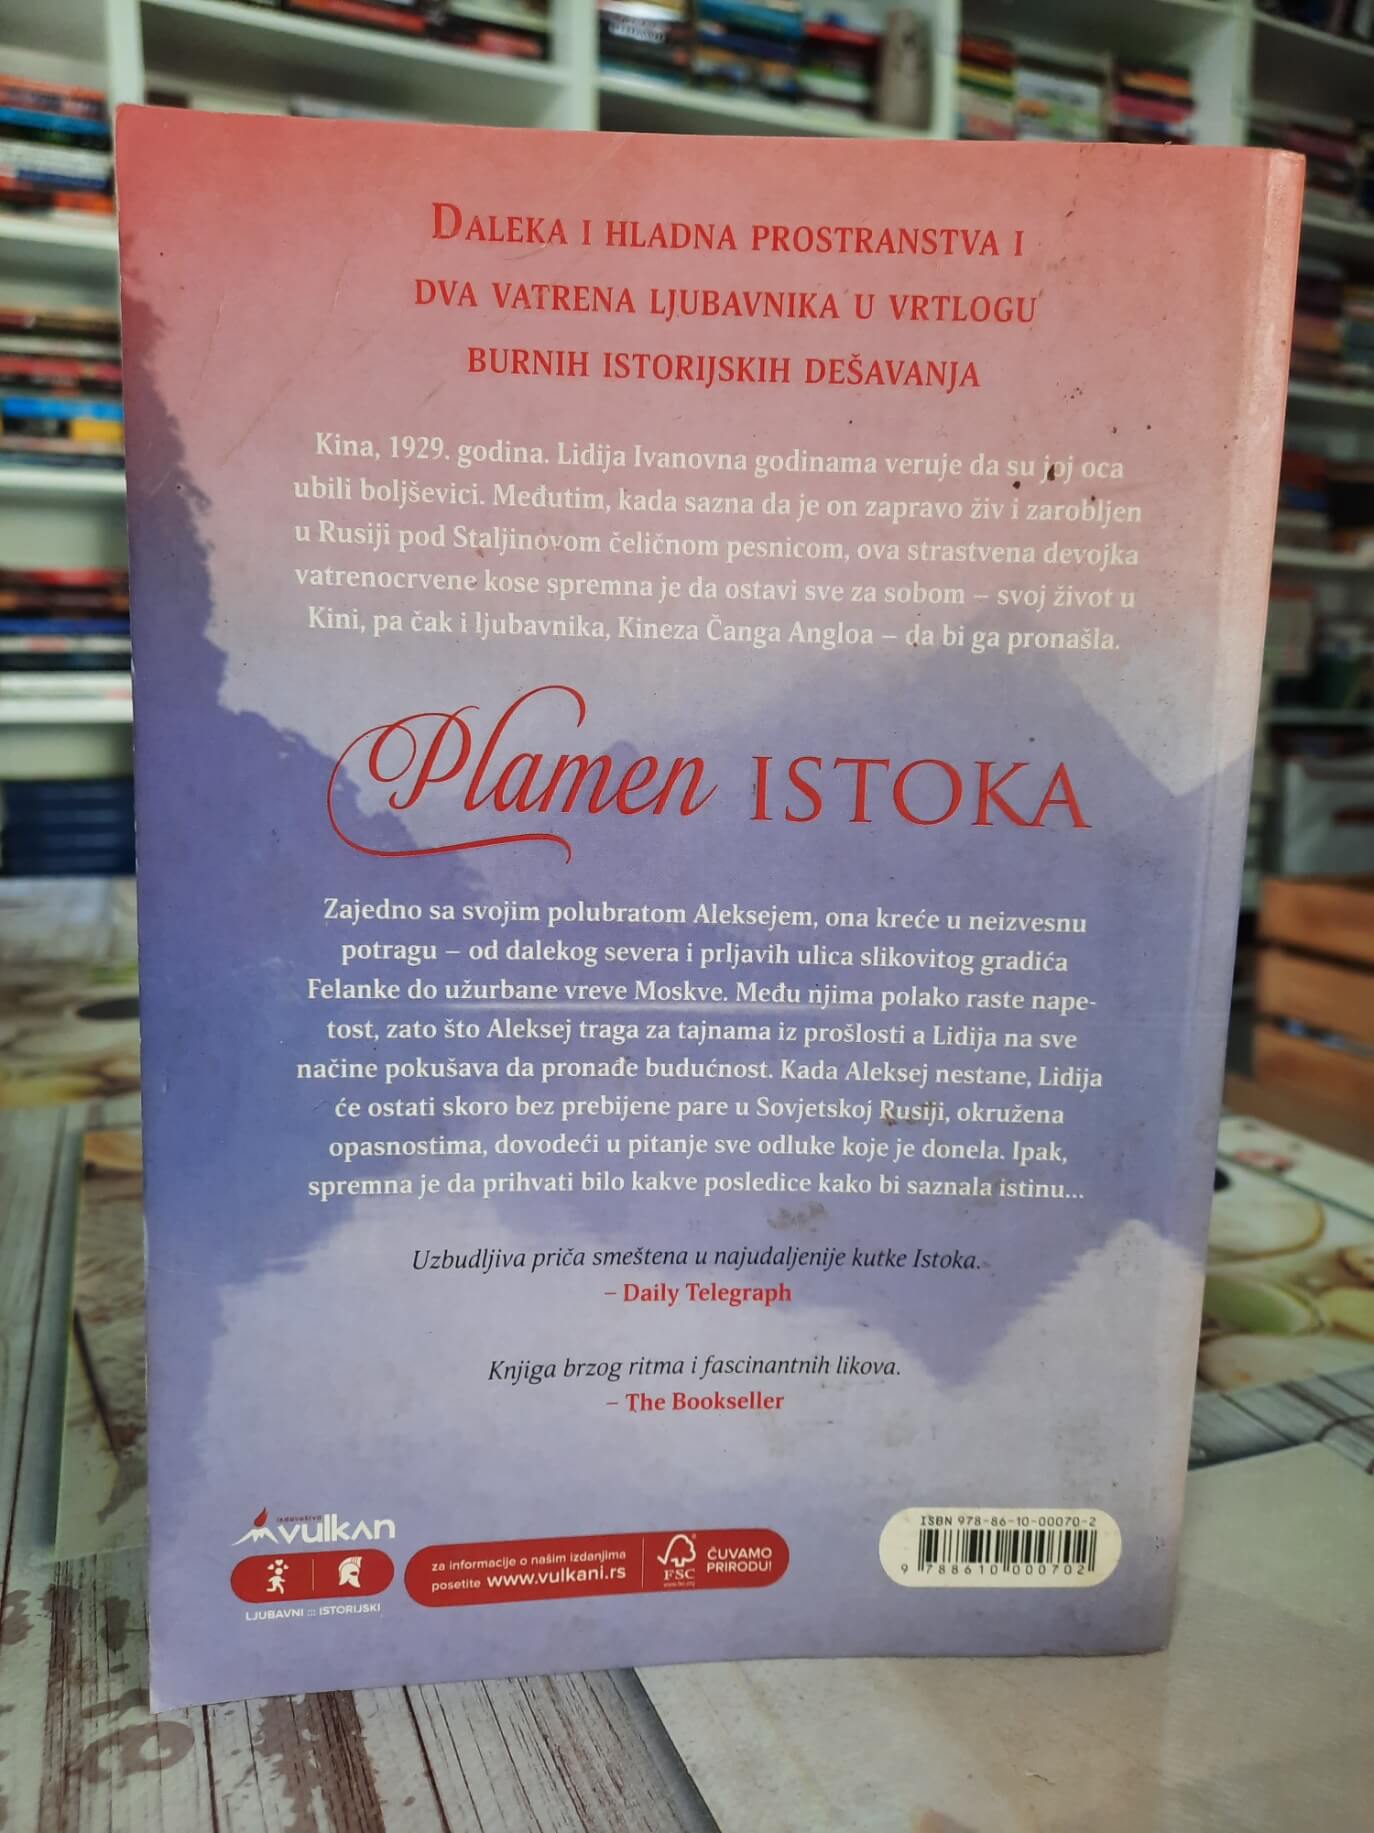 DALEKA I HLADNA PROSTRANSTVA I
DVA VATRENA LJUBAVNIKA U VRTLOGU
BURNIH ISTORIJSKIH DEŠAVANJA
Kina, 1929. godina. Lidija Ivanovna godinama veruje da su joj oca
ubili boljševici. Međutim, kada sazna da je on zapravo živ i zarobljen
u Rusiji pod Staljinovom čeličnom pesnicom, ova strastvena devojka
vatrenocrvene kose spremna je da ostavi sve za sobom – svoj život u
Kini, pa čak i ljubavnika, Kineza Čanga Angloa – da bi ga pronašla.
Plamen ISTOKA
Zajedno sa svojim polubratom Aleksejem, ona kreće u neizvesnu
potragu – od dalekog severa i prljavih ulica slikovitog gradića
Felanke do užurbane vreve Moskve. Među njima polako raste nape-
tost, zato što Aleksej traga za tajnama iz prošlosti a Lidija na sve
načine pokušava da pronađe budućnost. Kada Aleksej nestane, Lidija
će ostati skoro bez prebijene pare u Sovjetskoj Rusiji, okružena
opasnostima, dovodeći u pitanje sve odluke koje je donela. Ipak,
spremna je da prihvati bilo kakve posledice kako bi saznala istinu...
Uzbudljiva priča smeštena u najudaljenije kutke Istoka.
– Daily Telegraph
Knjiga brzog ritma i fascinantnih likova.
– The Bookseller
izdavaštvo
vulkan
LJUBAVNI ::: ISTORIJSKI
za informacije o našim izdanjima
posetite www.vulkani.rs
FSC
www.fsc.org
ČUVAMO
PRIRODU!
ISBN 978-86-10-00070-2
9 788610 000702